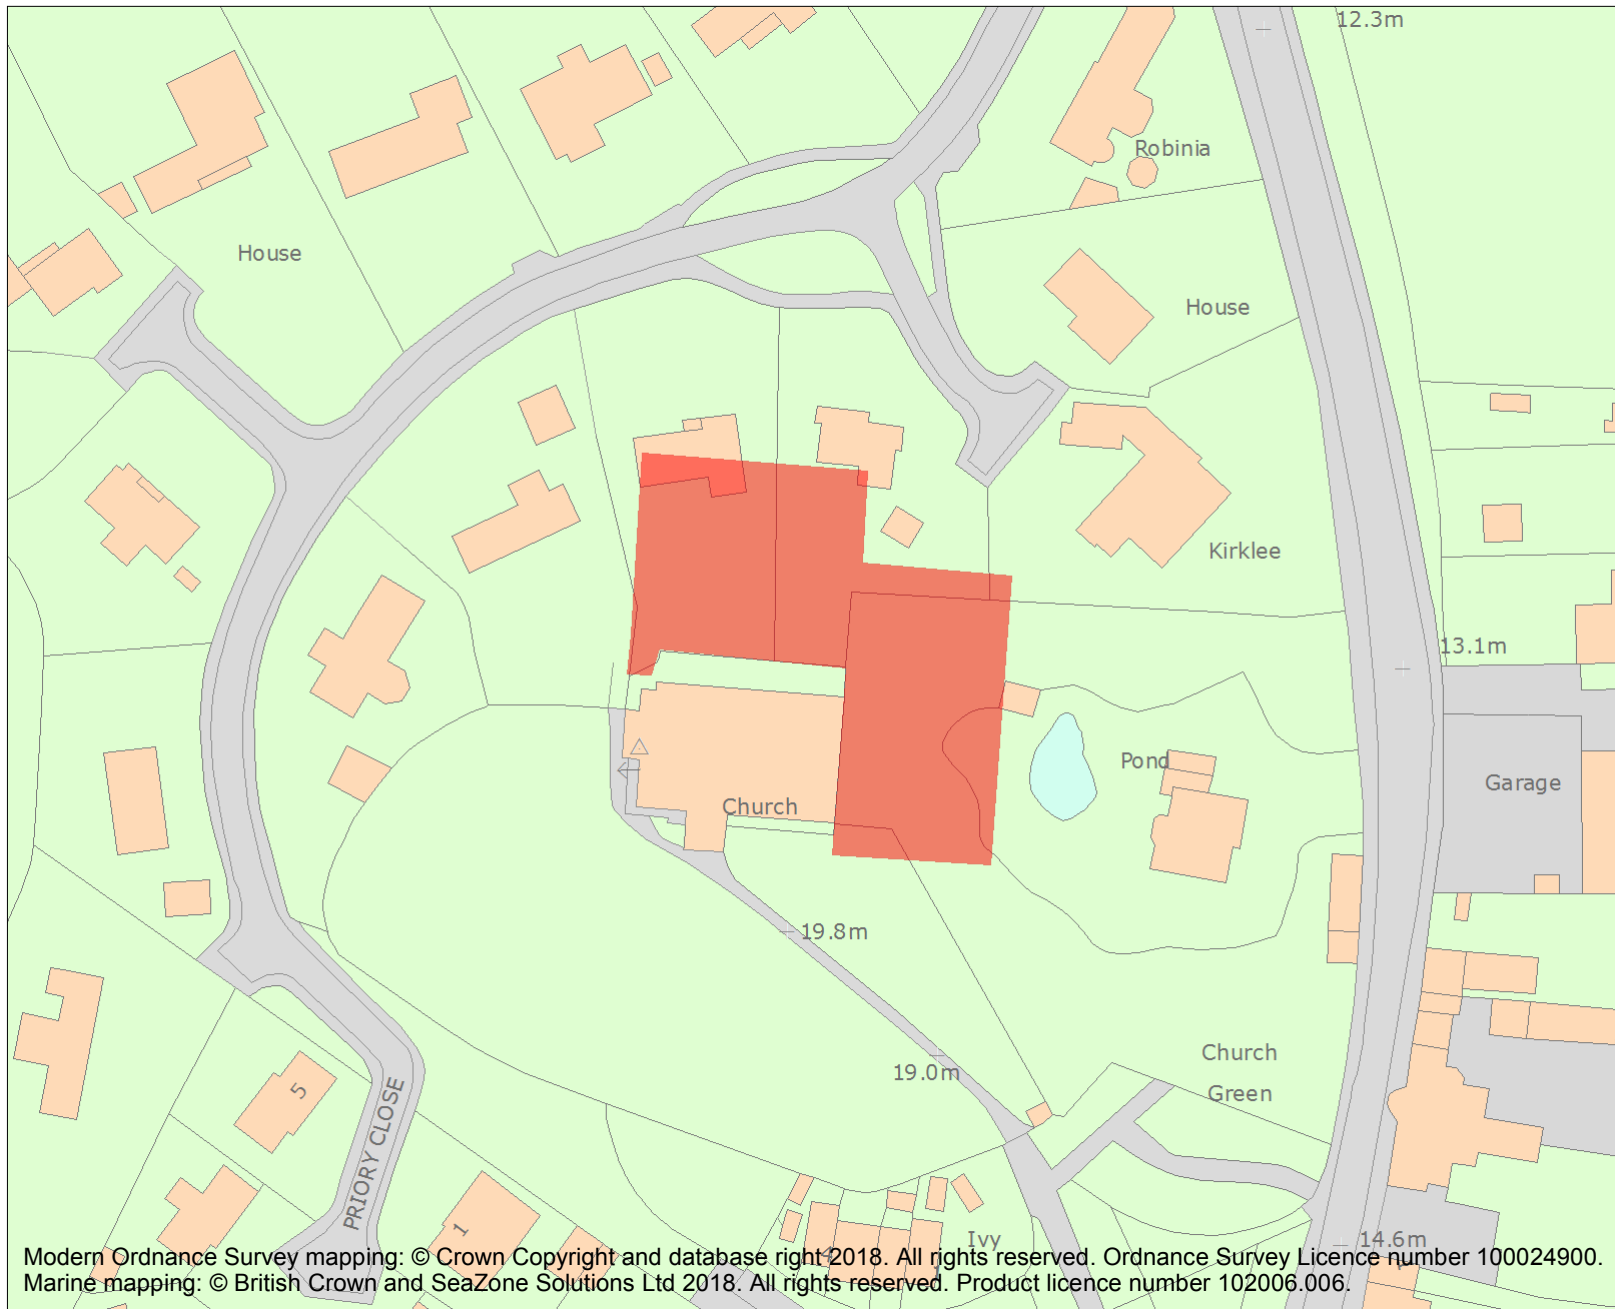 12.3m
Robinia
House
House
Kirklee
13.1m
Pond
Garage
Church
19.8m
19.0m
Church
Green
5
PRIORY CLOSE
1
Ivy
4
14.6m
Modern Ordnance Survey mapping: © Crown Copyright and database right 2018. All rights reserved. Ordnance Survey Licence number 100024900.
Marine mapping: © British Crown and SeaZone Solutions Ltd 2018. All rights reserved. Product licence number 102006.006.